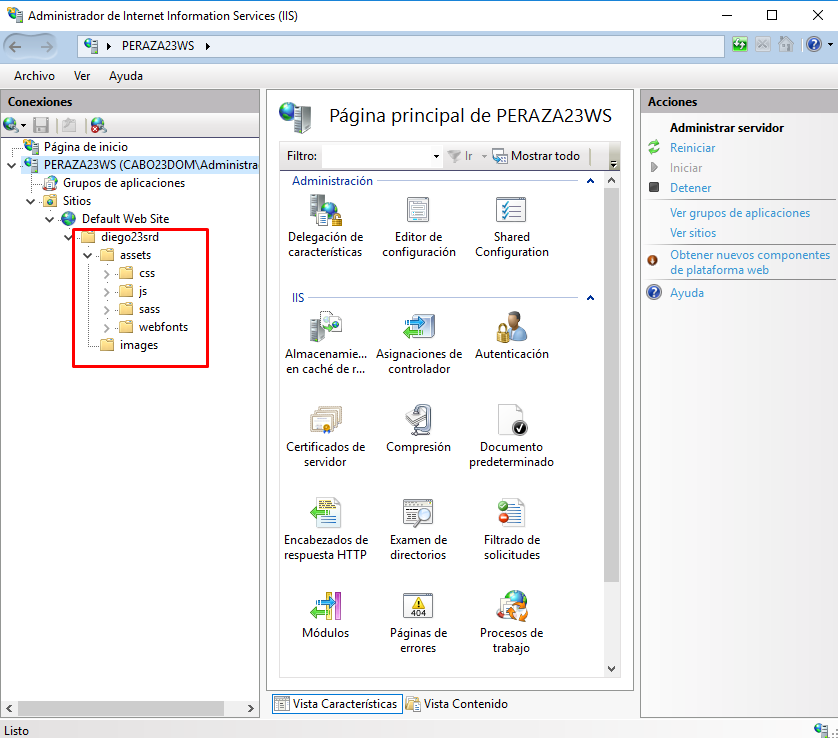 Administrador de Internet Information Services (IIS)
PERAZA23WS
Archivo Ver Ayuda
Conexiones
Página de inicio
PERAZA23WS (CABO23DOM\Administra
Grupos de aplicaciones
Sitios
Default Web Site
diego23srd
assets
css
js
sass
webfonts
images
Página principal de PERAZA23WS
Filtro: Ir Mostrar todo
Administración
Delegación de
características
Editor de
configuración
Shared
Configuration
IIS
Almacenamie...
en caché de r...
Asignaciones de
controlador
Autenticación
Certificados de
servidor
Compresión
Documento
predeterminado
Encabezados de
respuesta HTTP
Examen de
directorios
Filtrado de
solicitudes
Módulos
404
Páginas de
errores
Procesos de
trabajo
Vista Características Vista Contenido
Acciones
Administrar servidor
Reiniciar
Iniciar
Detener
Ver grupos de aplicaciones
Ver sitios
Obtener nuevos componentes
de plataforma web
Ayuda
Listo